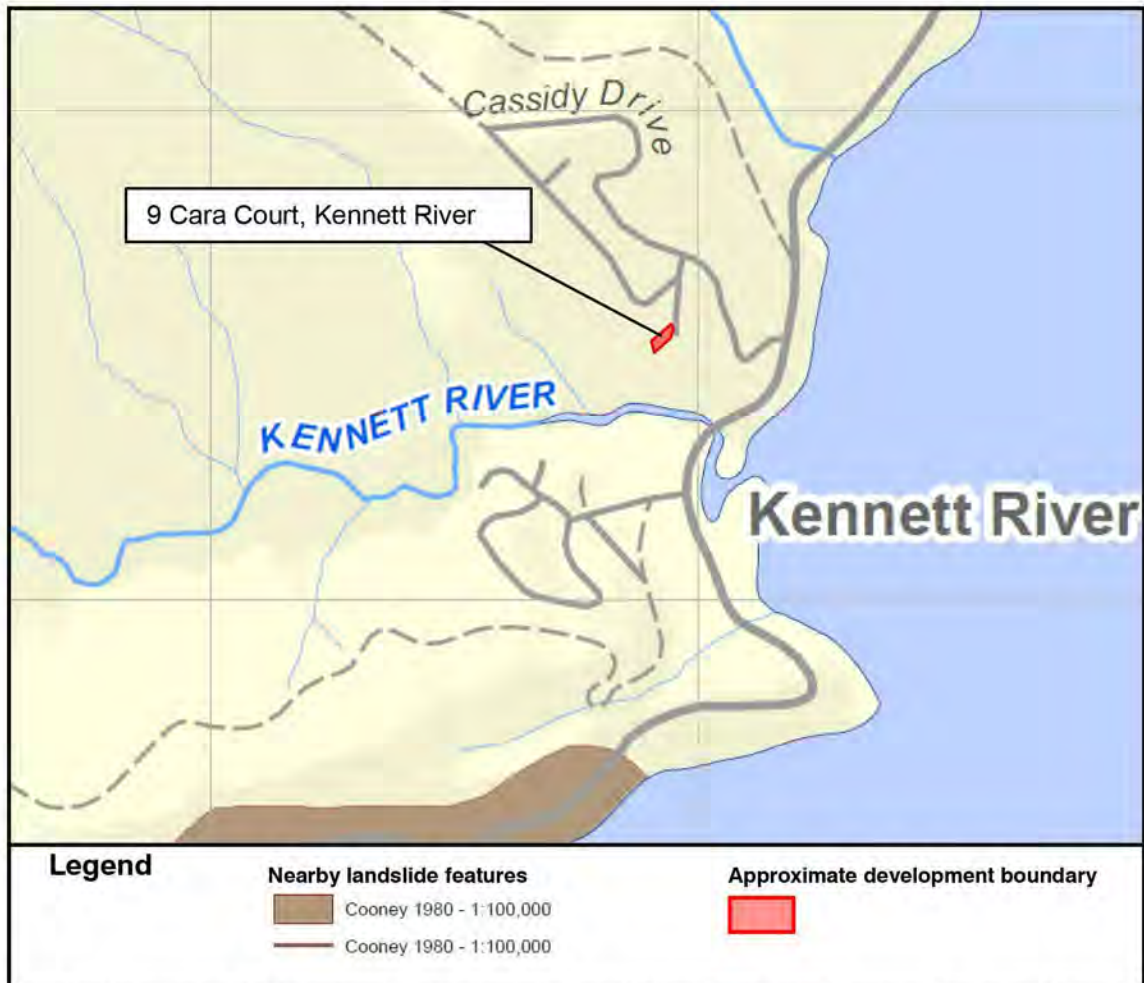 Cassidy Drive
9 Cara Court, Kennett River
KENNETT RIVER
Kennett River
Legend
Nearby landslide features
Cooney 1980 - 1:100,000
Cooney 1980 - 1:100,000
Approximate development boundary